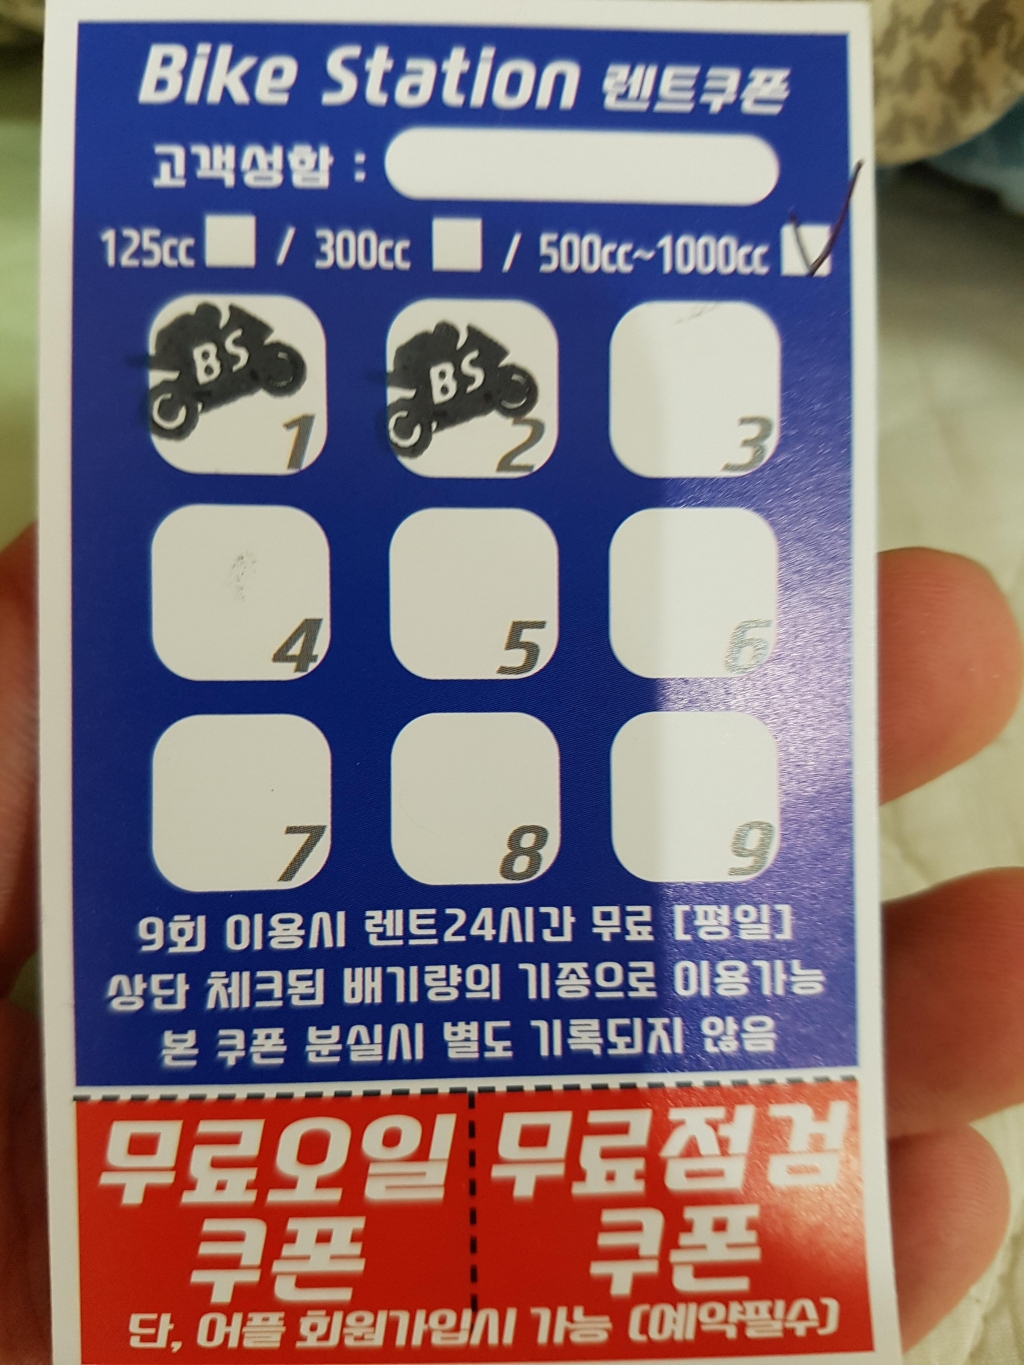 Bike Station 렌트쿠폰
고객성함 :
125cc / 300cc / 500cc~1000cc
BS BS
1 2 3
4 5 6
7 8 9
9회 이용시 렌트24시간 무료 [평일]
상단 체크된 배기량의 기종으로 이용가능
본 쿠폰 분실시 별도 기록되지 않음
무료오일 무료점검
쿠폰 쿠폰
단, 어플 회원가입시 가능 (예약필수)